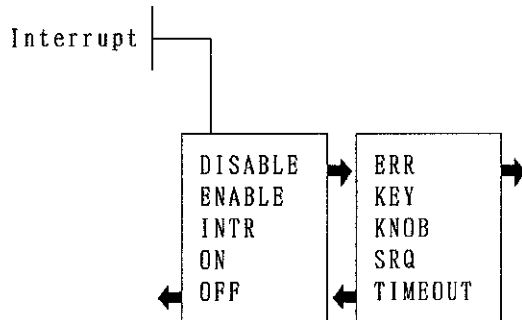 Interrupt
DISABLE
ENABLE
INTR
ON
OFF
ERR
KEY
KNOB
SRQ
TIMEOUT